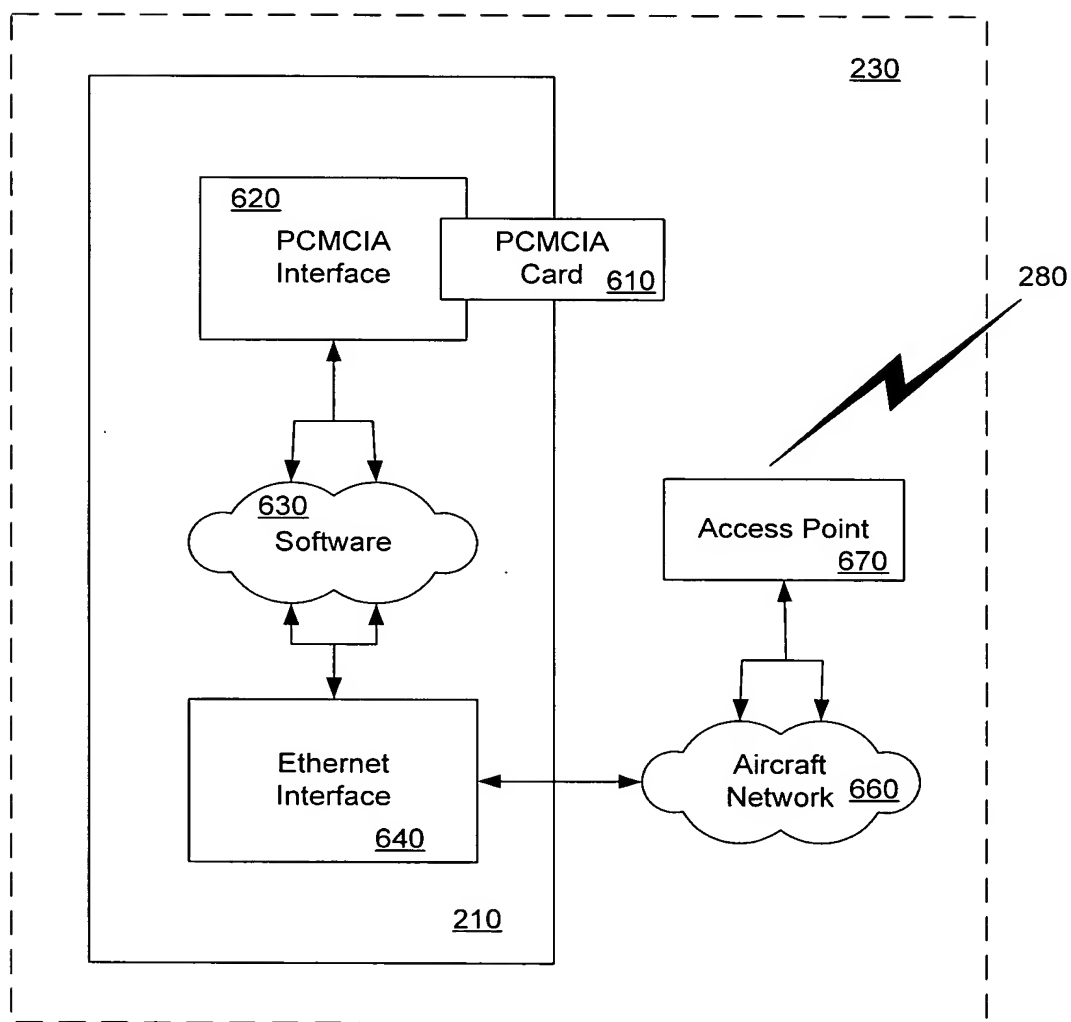 230
620
PCMCIA
Interface
PCMCIA
Card
610
280
630
Software
Access Point
670
Ethernet
Interface
640
Aircraft
Network
660
210